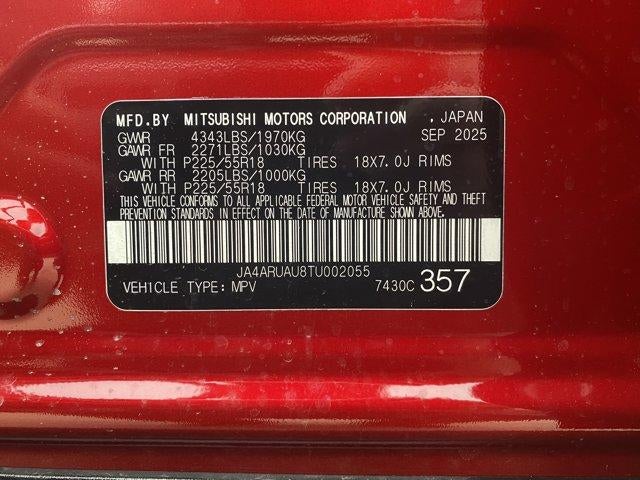 MFD.BY MITSUBISHI MOTORS CORPORATION , JAPAN
GVWR 4343LBS/1970KG SEP 2025
GAWR FR 2271LBS/1030KG
WITH P225/55R18 TIRES 18X7.0J RIMS
GAWR RR 2205LBS/1000KG
WITH P225/55R18 TIRES 18X7.0J RIMS
THIS VEHICLE CONFORMS TO ALL APPLICABLE FEDERAL MOTOR VEHICLE SAFETY AND THEFT
PREVENTION STANDARDS IN EFFECT ON THE DATE OF MANUFACTURE SHOWN ABOVE.
JA4ARUAU8TU002055
VEHICLE TYPE: MPV 7430C 357